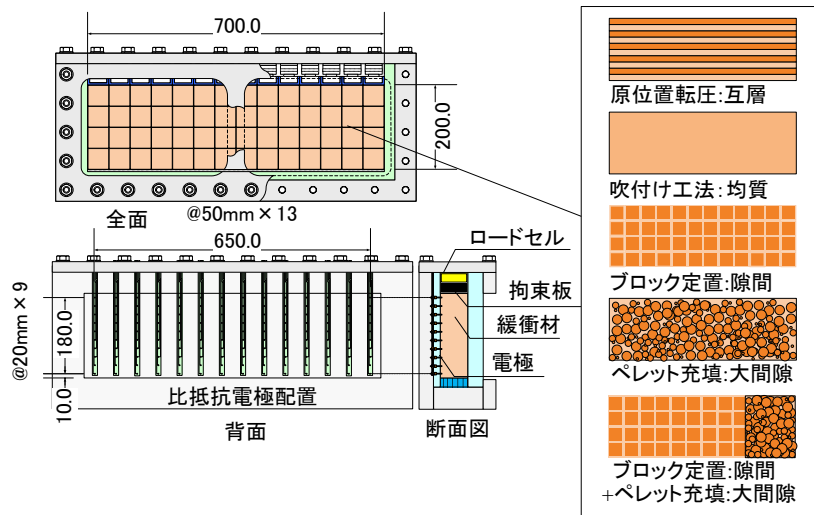 700.0
200.0
全面
@50mm×13
650.0
@20mm×9
180.0
10.0
比抵抗電極配置
背面
ロードセル
拘束板
緩衝材
電極
断面図
原位置転圧:互層
吹付け工法:均質
ブロック定置:隙間
ペレット充填:大間隙
ブロック定置:隙間
+ペレット充填:大間隙